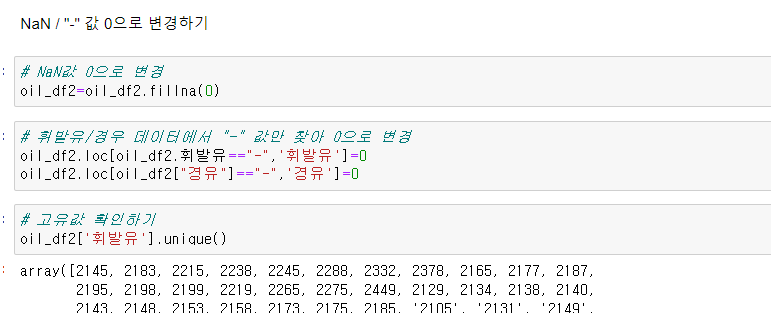 NaN / "-" 값 0으로 변경하기
: # NaN값 0으로 변경
oil_df2=oil_df2.fillna(0)
: # 휘발유/경우 데이터에서 "-" 값만 찾아 0으로 변경
oil_df2.loc[oil_df2.휘발유=="-",'휘발유']=0
oil_df2.loc[oil_df2["경유"]=="-",'경유']=0
: # 고유값 확인하기
oil_df2['휘발유'].unique()
: array([2145, 2183, 2215, 2238, 2245, 2288, 2332, 2378, 2165, 2177, 2187,
2195, 2198, 2199, 2219, 2265, 2275, 2449, 2129, 2134, 2138, 2140,
2143, 2148, 2153, 2158, 2173, 2175, 2185, '2105', '2131', '2149',